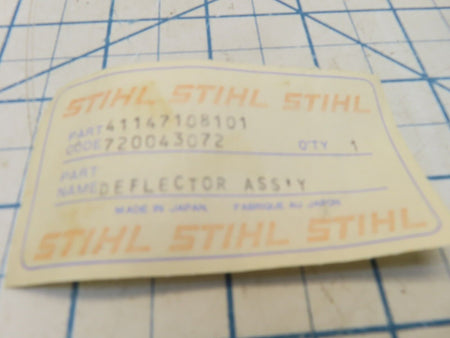 STIHL STIHL STIHL
PART 41147108101
CODE 720043072 Q'TY 1
PART
NAME DEFLECTOR ASS'Y
MADE IN JAPAN FABRIQUE AU JAPON
STIHL STIHL STIHL